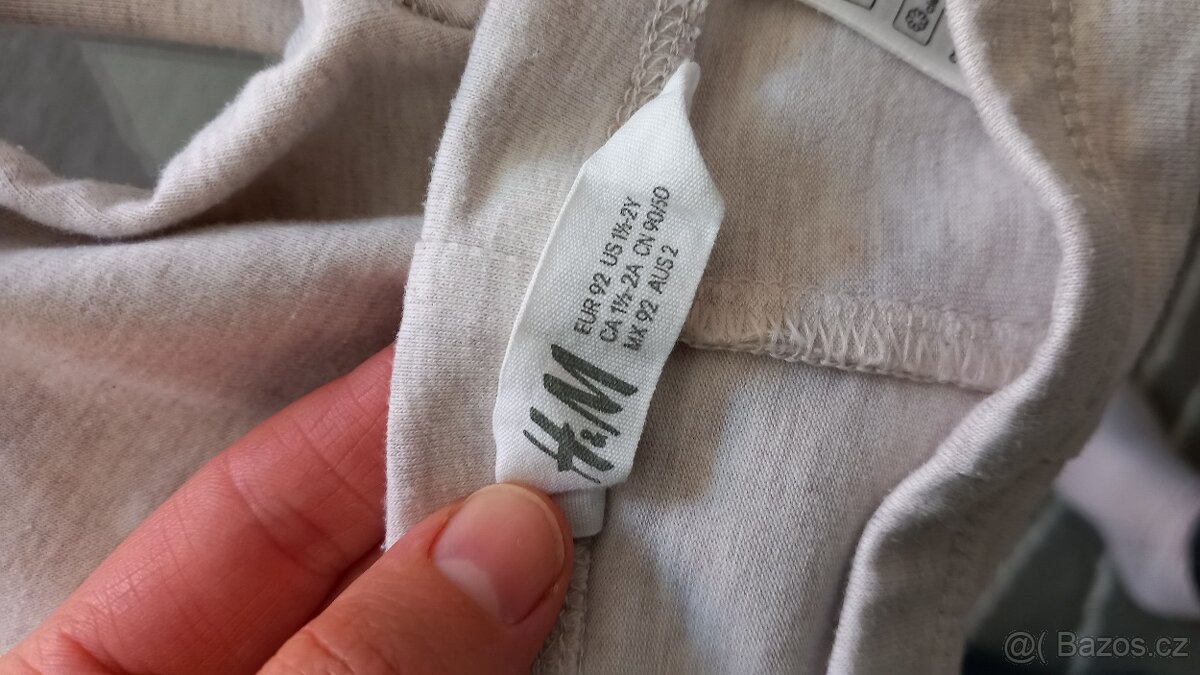 EUR 92 US 1½-2Y
CA 1½-2A CN 90/50
MX 92 AUS 2
H&M
@( Bazos.cz